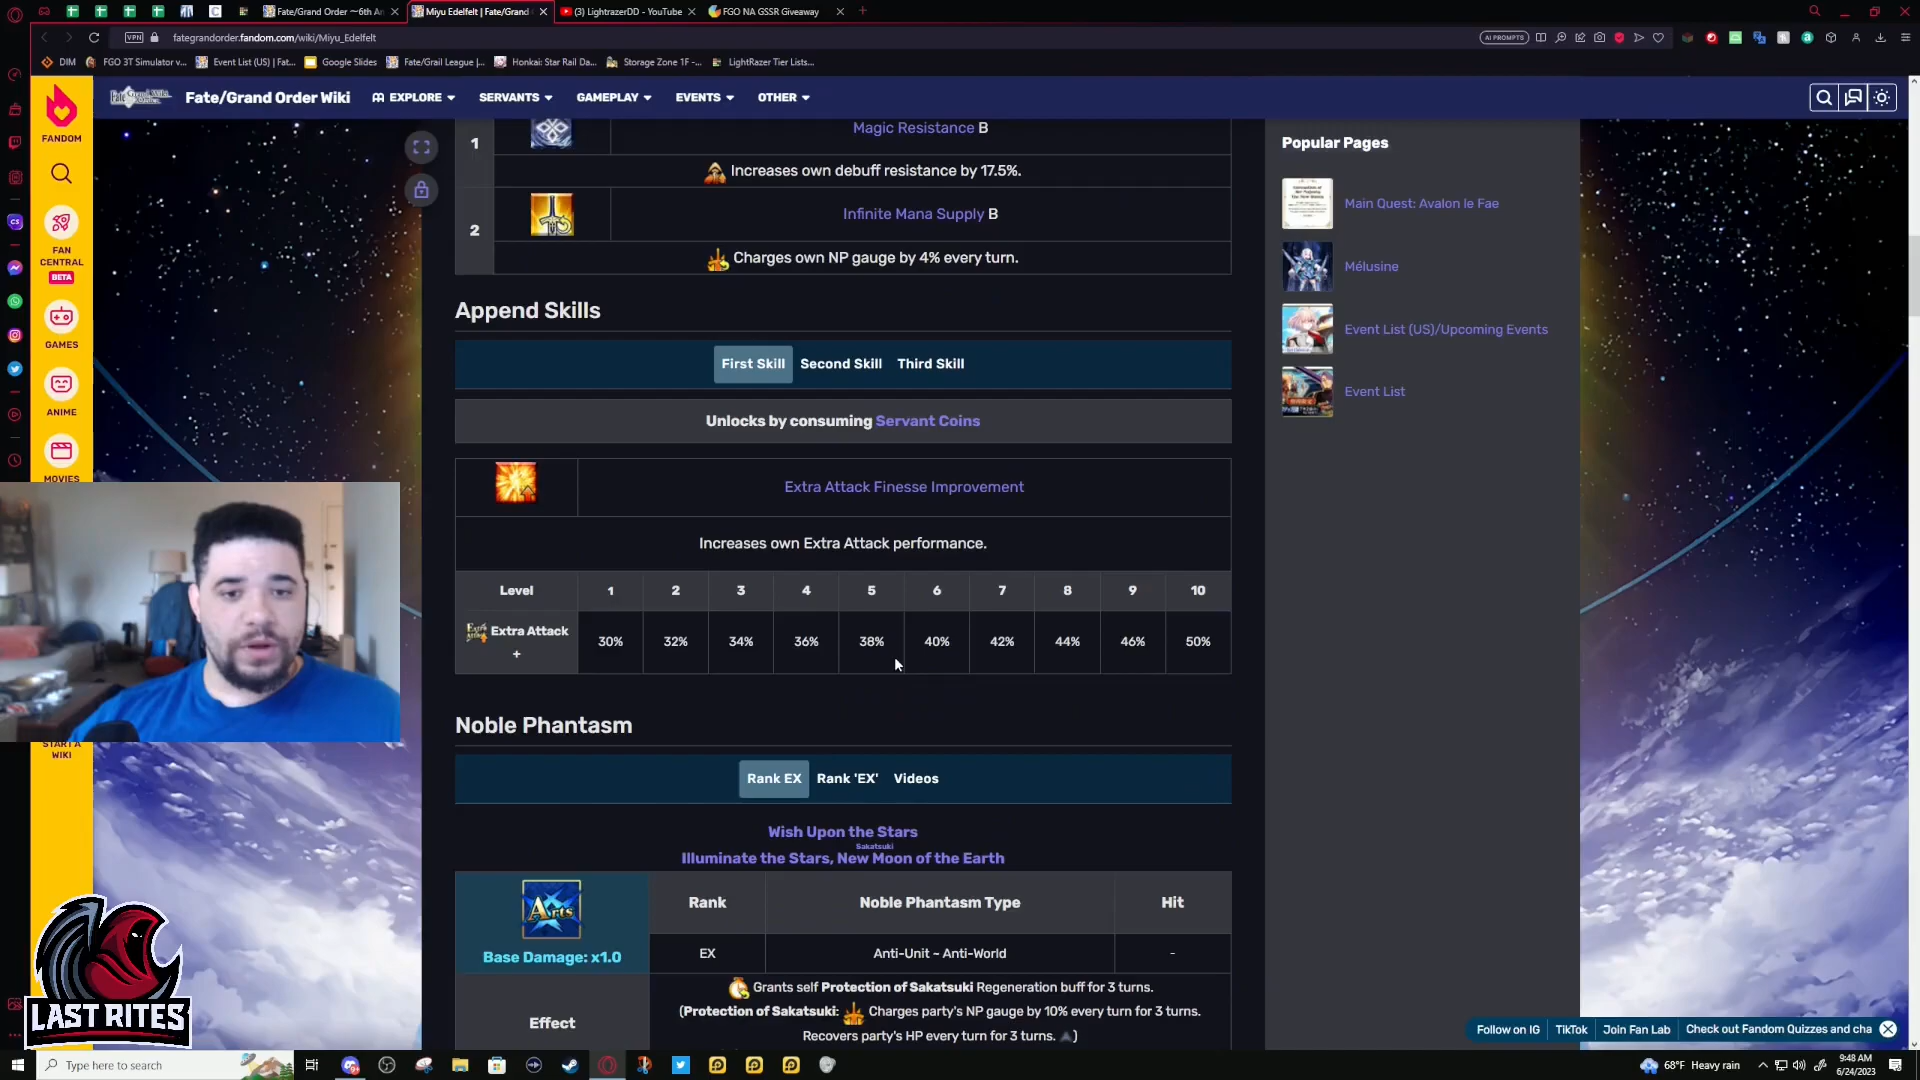 Fate/Grand Order ~6th An
Miyu Edelfelt | Fate/Grand
(3) LightrazerDD - YouTube
FGO NA GSSR Giveaway
VPN
fategrandorder.fandom.com/wiki/Miyu_Edelfelt
AI PROMPTS
DIM
FGO 3T Simulator v...
Event List (US) | Fat...
Google Slides
Fate/Grail League |...
Honkai: Star Rail Da...
Storage Zone 1F -...
LightRazer Tier Lists...
FANDOM
Fate/Grand Order Wiki
EXPLORE
SERVANTS
GAMEPLAY
EVENTS
OTHER
FAN CENTRAL
BETA
GAMES
ANIME
MOVIES
START A WIKI
1
Magic Resistance B
Increases own debuff resistance by 17.5%.
2
Infinite Mana Supply B
Charges own NP gauge by 4% every turn.
Append Skills
First Skill Second Skill Third Skill
Unlocks by consuming Servant Coins
Extra Attack Finesse Improvement
Increases own Extra Attack performance.
Level 1 2 3 4 5 6 7 8 9 10
Extra Attack + 30% 32% 34% 36% 38% 40% 42% 44% 46% 50%
Noble Phantasm
Rank EX Rank 'EX' Videos
Wish Upon the Stars
Sakatsuki
Illuminate the Stars, New Moon of the Earth
Arts
Base Damage: x1.0
Rank Noble Phantasm Type Hit
EX Anti-Unit ~ Anti-World -
Effect
Grants self Protection of Sakatsuki Regeneration buff for 3 turns.
(Protection of Sakatsuki: Charges party's NP gauge by 10% every turn for 3 turns.
Recovers party's HP every turn for 3 turns. )
Popular Pages
Main Quest: Avalon le Fae
Mélusine
Event List (US)/Upcoming Events
Event List
LAST RITES
Follow on IG
TikTok
Join Fan Lab
Check out Fandom Quizzes and cha
Type here to search
68°F Heavy rain
9:48 AM
6/24/2023